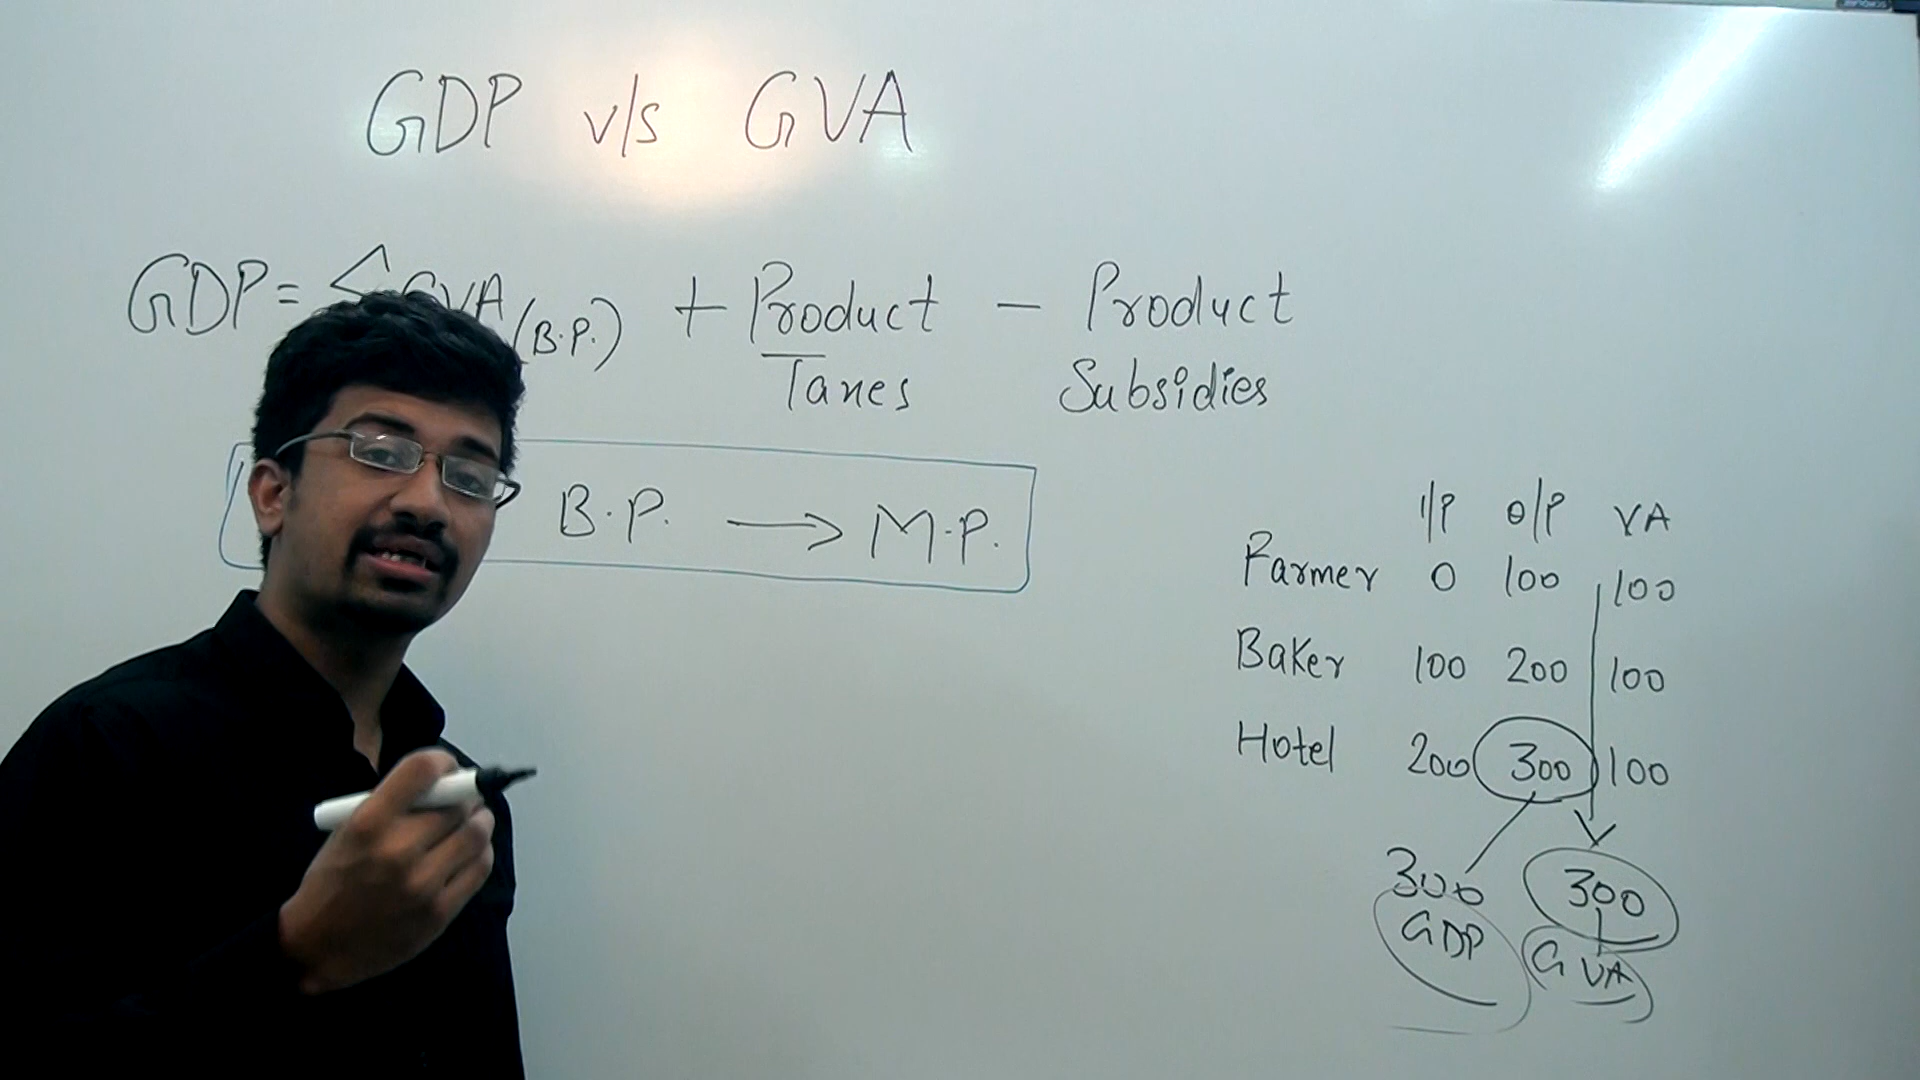 GDP v/s GVA
GDP = Σ GVA (B.P.) + Product Taxes - Product Subsidies
B.P. → M.P.
I/P O/P VA
Farmer 0 100 100
Baker 100 200 100
Hotel 200 300 100
300 300
GDP GVA